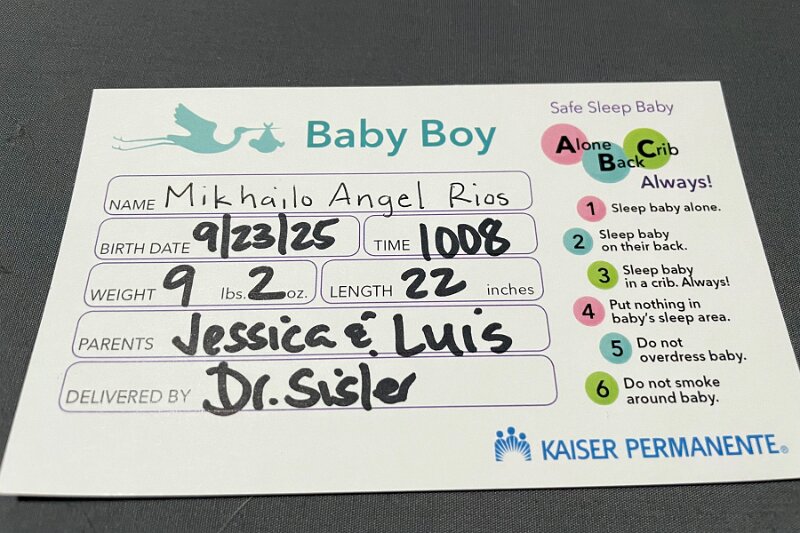 Baby Boy
NAME Mikhailo Angel Rios
BIRTH DATE 9/23/25 TIME 1008
WEIGHT 9 lbs. 2 oz. LENGTH 22 inches
PARENTS Jessica & Luis
DELIVERED BY Dr. Sisler
Safe Sleep Baby
Alone
Back Crib
Always!
1 Sleep baby alone.
2 Sleep baby
on their back.
3 Sleep baby
in a crib. Always!
4 Put nothing in
baby's sleep area.
5 Do not
overdress baby.
6 Do not smoke
around baby.
KAISER PERMANENTE®